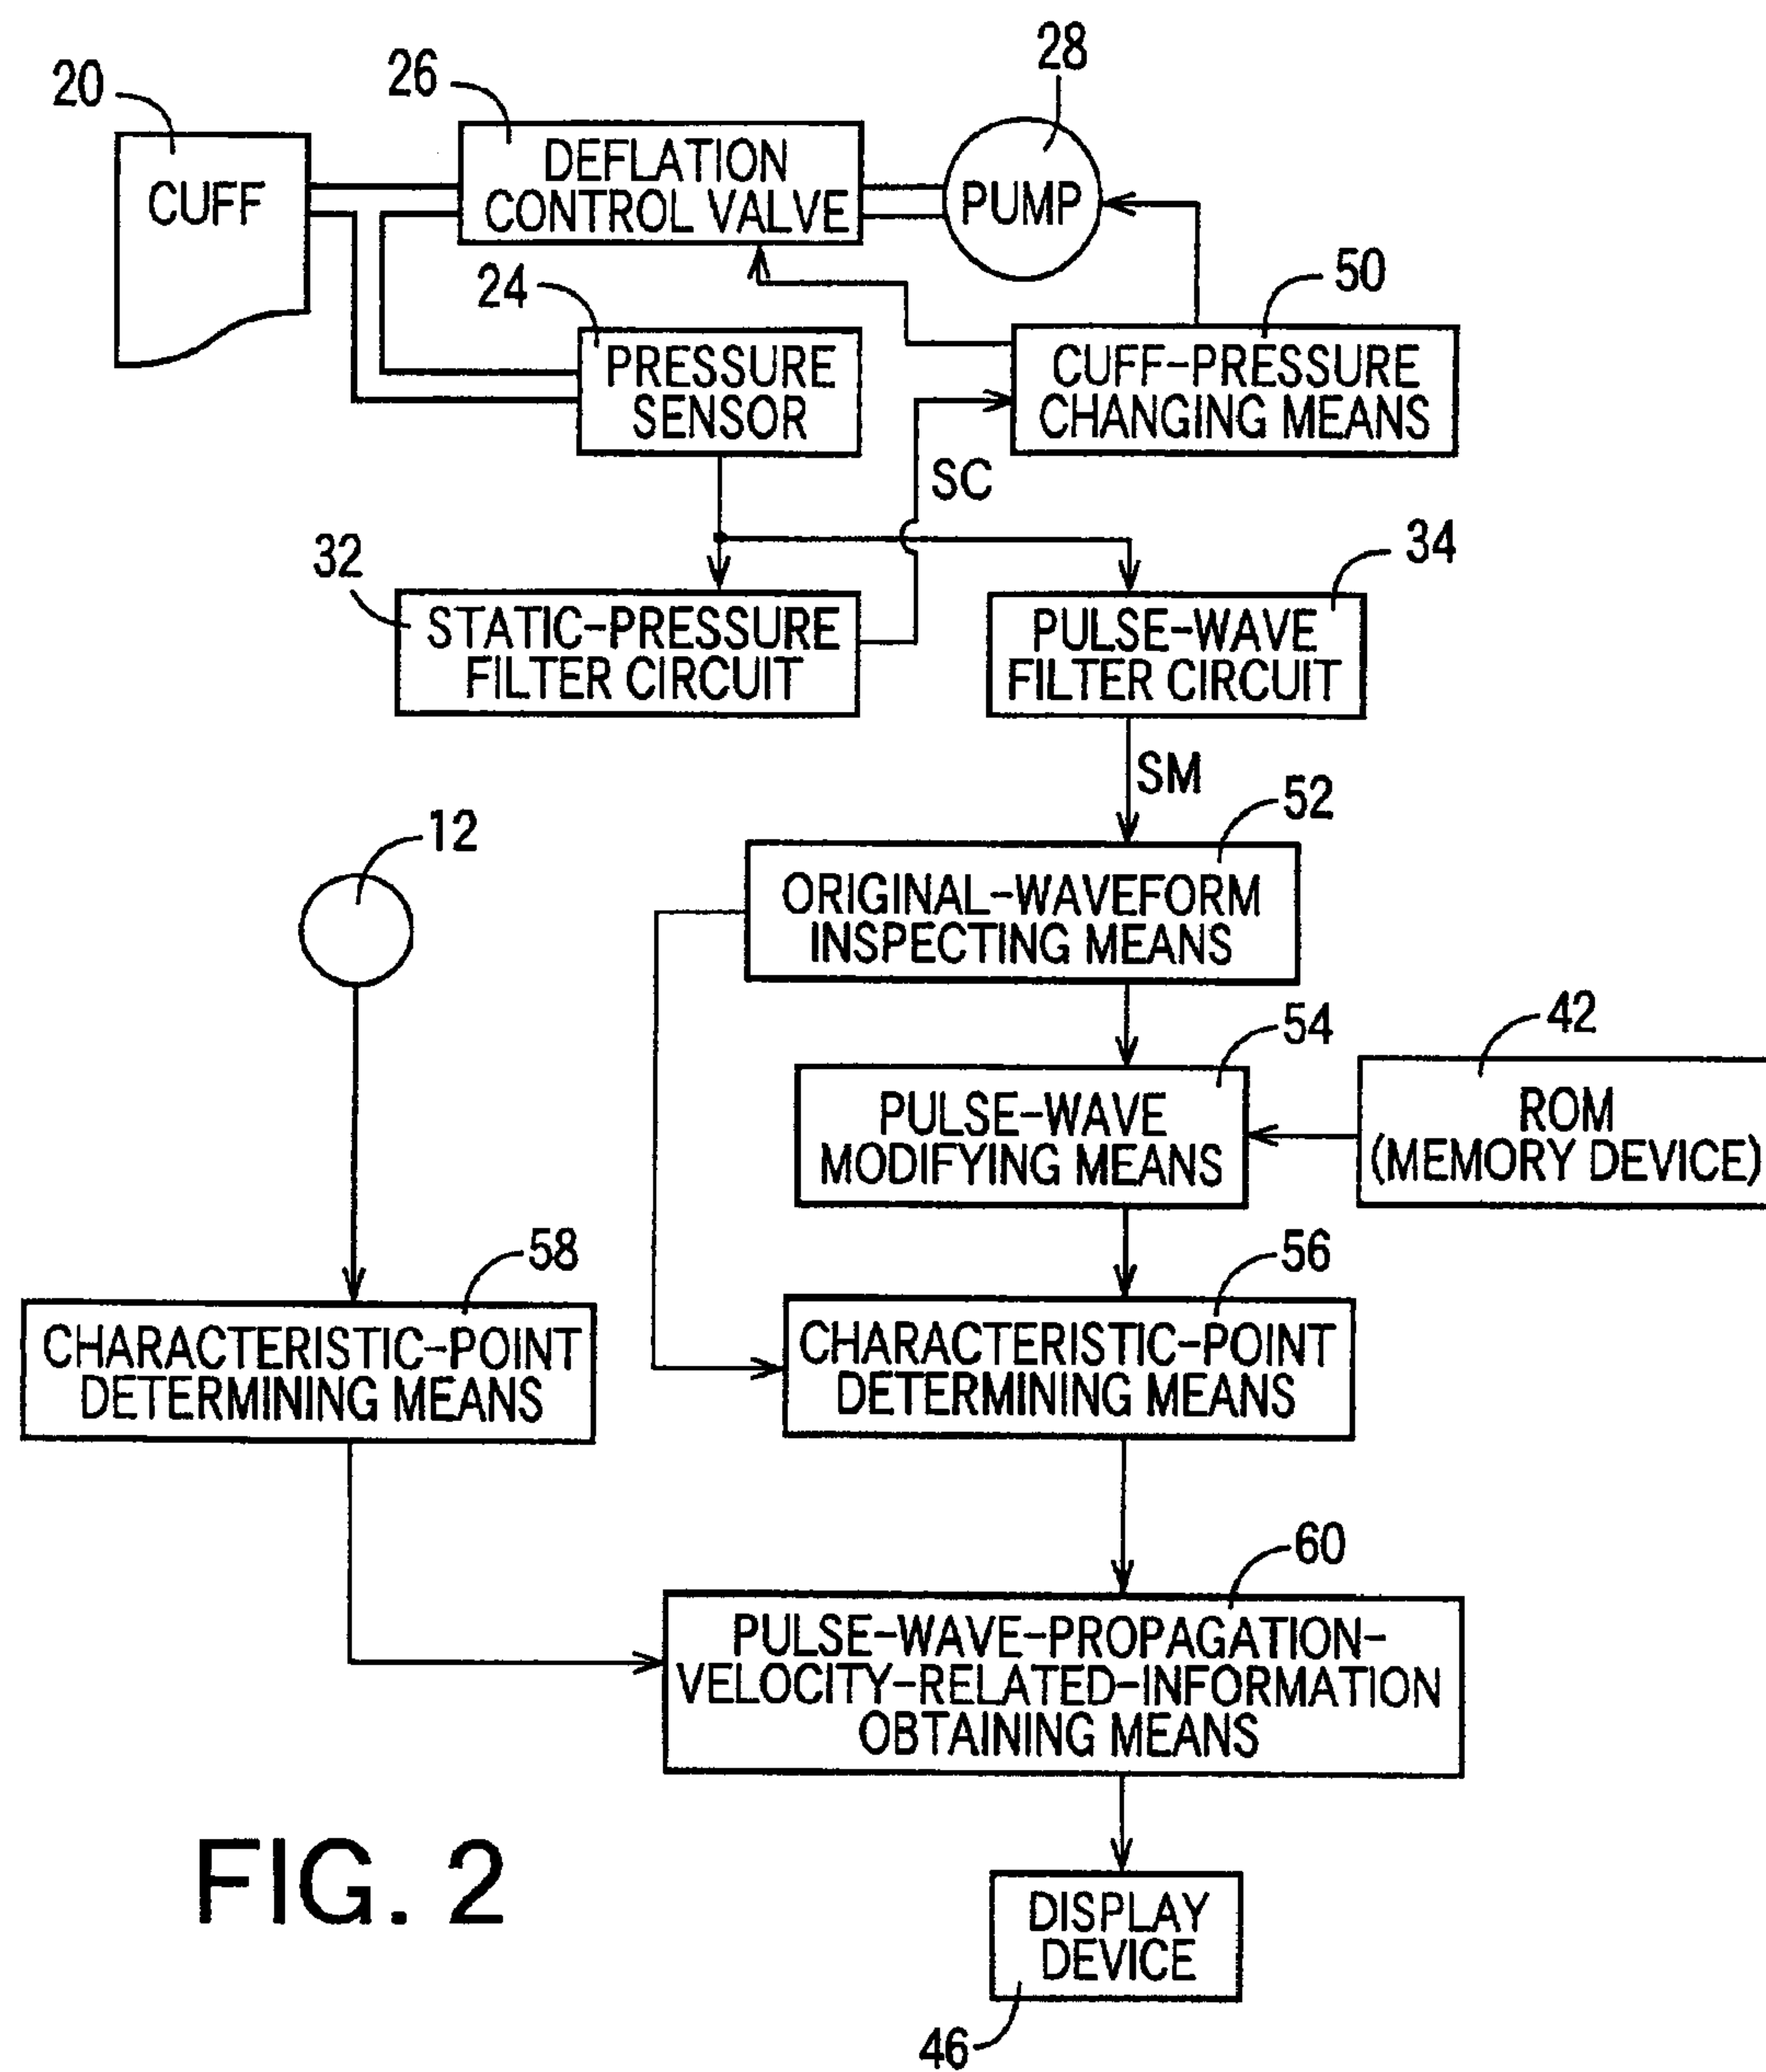 28
26
20
DEFLATION
CONTROL VALVE
CUFF
PUMP
24
50
PRESSURE
SENSOR
CUFF-PRESSURE
CHANGING MEANS
SC
32
34
STATIC-PRESSURE
FILTER CIRCUIT
PULSE-WAVE
FILTER CIRCUIT
SM
52
12
ORIGINAL-WAVEFORM
INSPECTING MEANS
54
42
PULSE-WAVE
MODIFYING MEANS
ROM
(MEMORY DEVICE)
58
56
CHARACTERISTIC-POINT
DETERMINING MEANS
CHARACTERISTIC-POINT
DETERMINING MEANS
60
PULSE-WAVE-PROPAGATION-
VELOCITY-RELATED-INFORMATION
OBTAINING MEANS
FIG. 2
DISPLAY
DEVICE
46